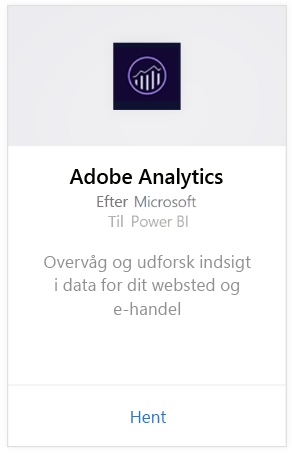 Adobe Analytics
Efter Microsoft
Til Power BI
Overvåg og udforsk indsigt
i data for dit websted og
e-handel
Hent